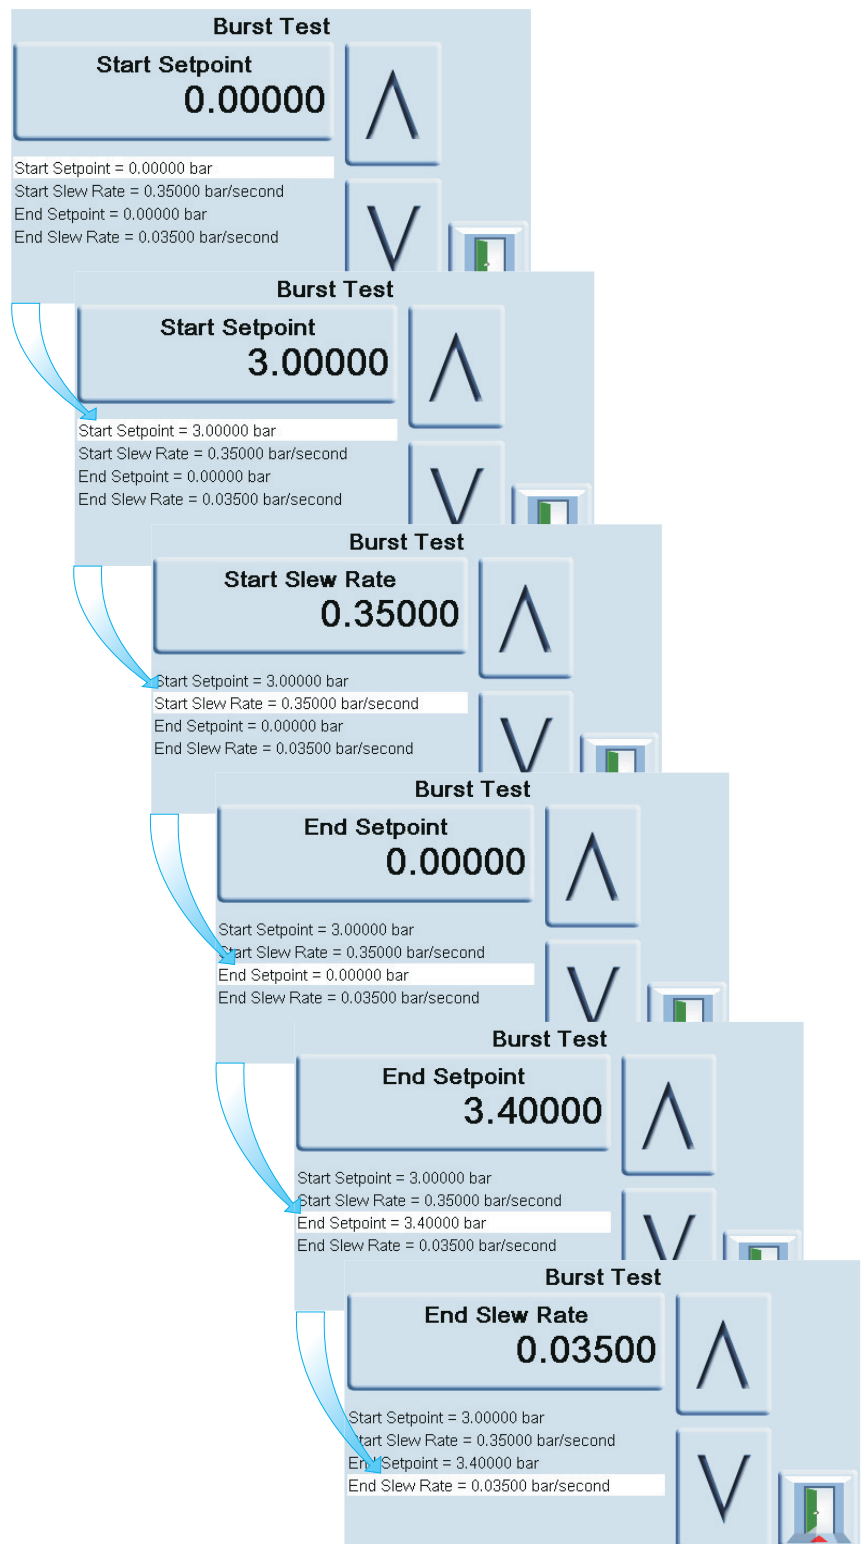 Burst Test
Start Setpoint
0.00000
Start Setpoint = 0.00000 bar
Start Slew Rate = 0.35000 bar/second
End Setpoint = 0.00000 bar
End Slew Rate = 0.03500 bar/second
Burst Test
Start Setpoint
3.00000
Start Setpoint = 3.00000 bar
Start Slew Rate = 0.35000 bar/second
End Setpoint = 0.00000 bar
End Slew Rate = 0.03500 bar/second
Burst Test
Start Slew Rate
0.35000
Start Setpoint = 3.00000 bar
Start Slew Rate = 0.35000 bar/second
End Setpoint = 0.00000 bar
End Slew Rate = 0.03500 bar/second
Burst Test
End Setpoint
0.00000
Start Setpoint = 3.00000 bar
Start Slew Rate = 0.35000 bar/second
End Setpoint = 0.00000 bar
End Slew Rate = 0.03500 bar/second
Burst Test
End Setpoint
3.40000
Start Setpoint = 3.00000 bar
Start Slew Rate = 0.35000 bar/second
End Setpoint = 3.40000 bar
End Slew Rate = 0.03500 bar/second
Burst Test
End Slew Rate
0.03500
Start Setpoint = 3.00000 bar
Start Slew Rate = 0.35000 bar/second
End Setpoint = 3.40000 bar
End Slew Rate = 0.03500 bar/second